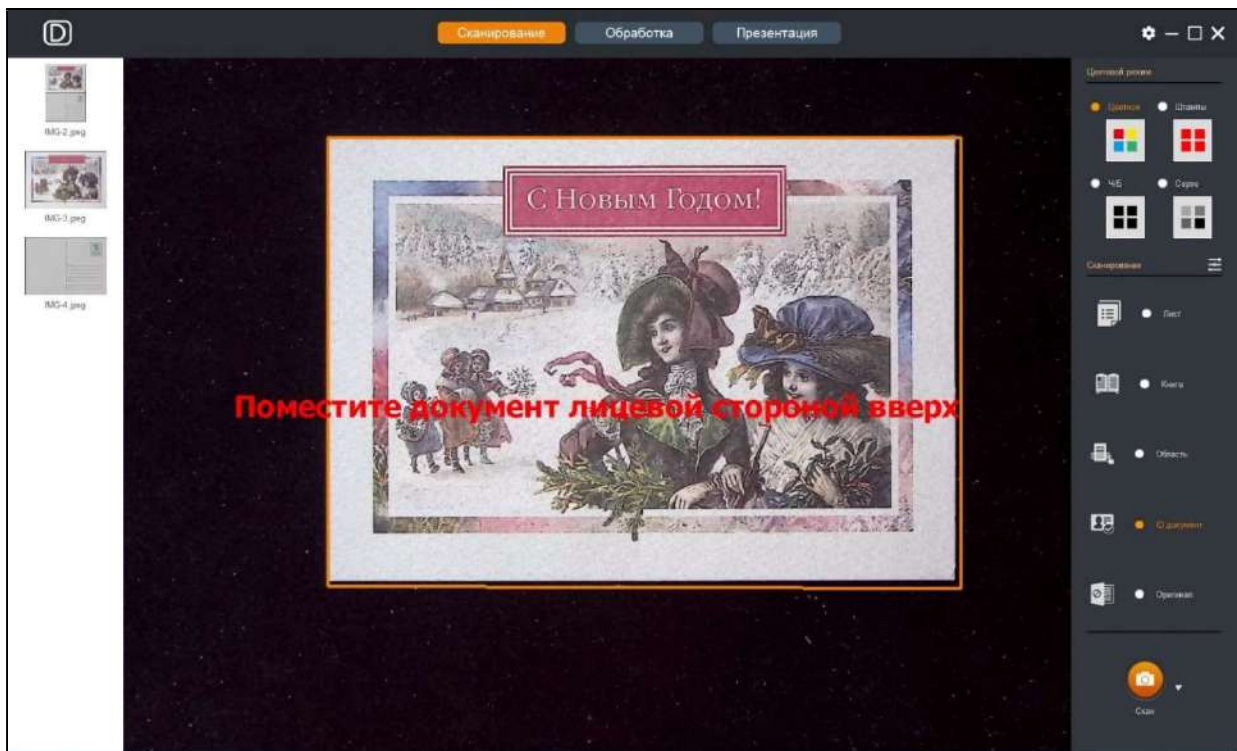 D
Сканирование
Обработка
Презентация
IMG-2.jpeg
IMG-3.jpeg
IMG-4.jpeg
С Новым Годом!
Поместите документ лицевой стороной вверх
Цветовой режим
Цветное
Штампы
Ч/Б
Серое
Сканирование
Лист
Книга
Область
ID документ
Оригинал
Скан